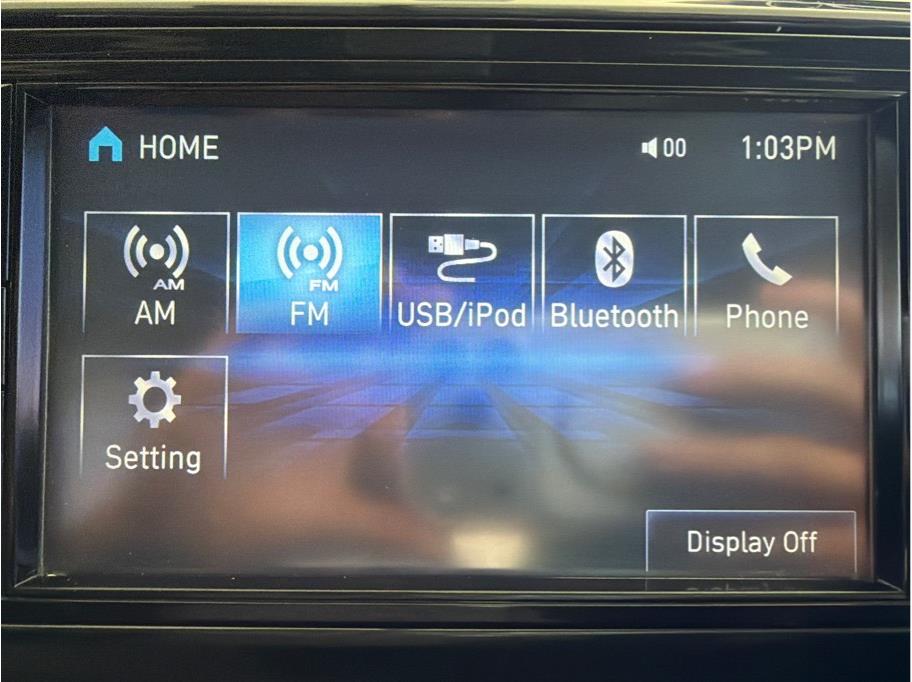 HOME
00
1:03PM
AM
FM
AM
FM
USB/iPod
Bluetooth
Phone
Setting
Display Off